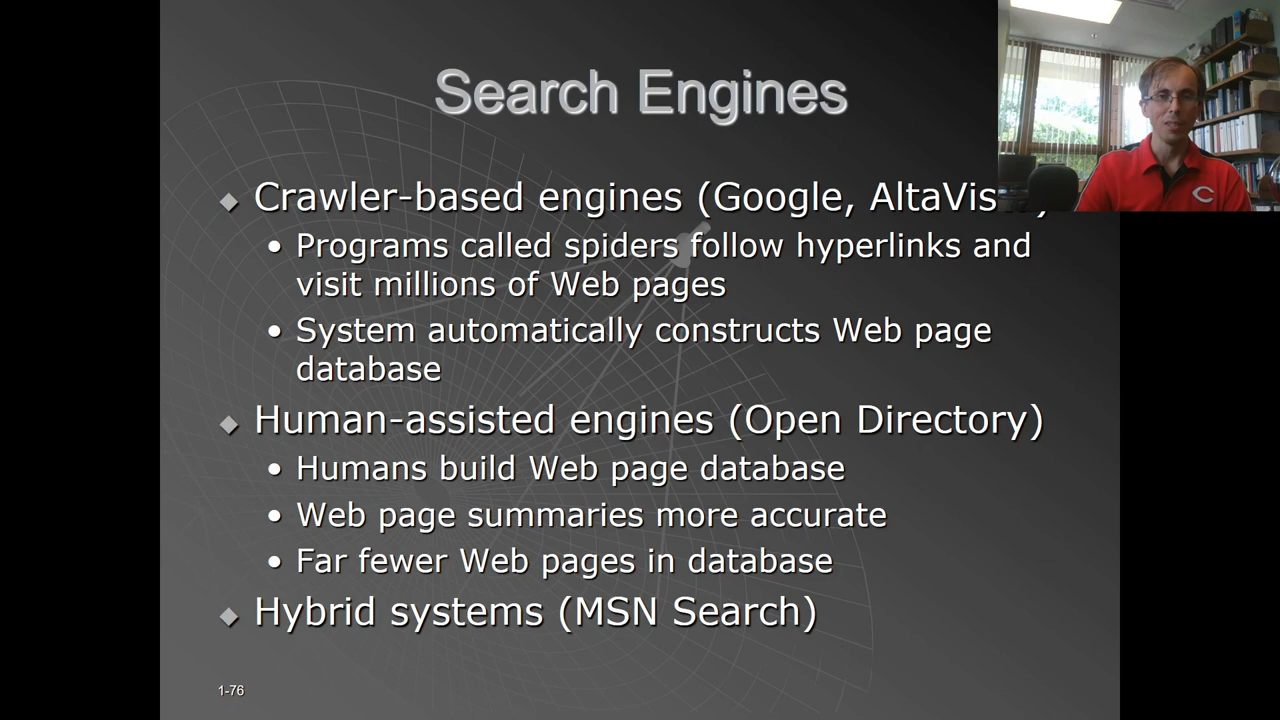 Search Engines
Crawler-based engines (Google,
Programs called spiders follow hyperlinks and
visit millions of Web pages
System automatically constructs Web page
database
Human-assisted engines (Open Directory)
Humans build Web page database
Web page summaries more accurate
Far fewer Web pages in database
Hybrid systems (MSN Search)
1-76